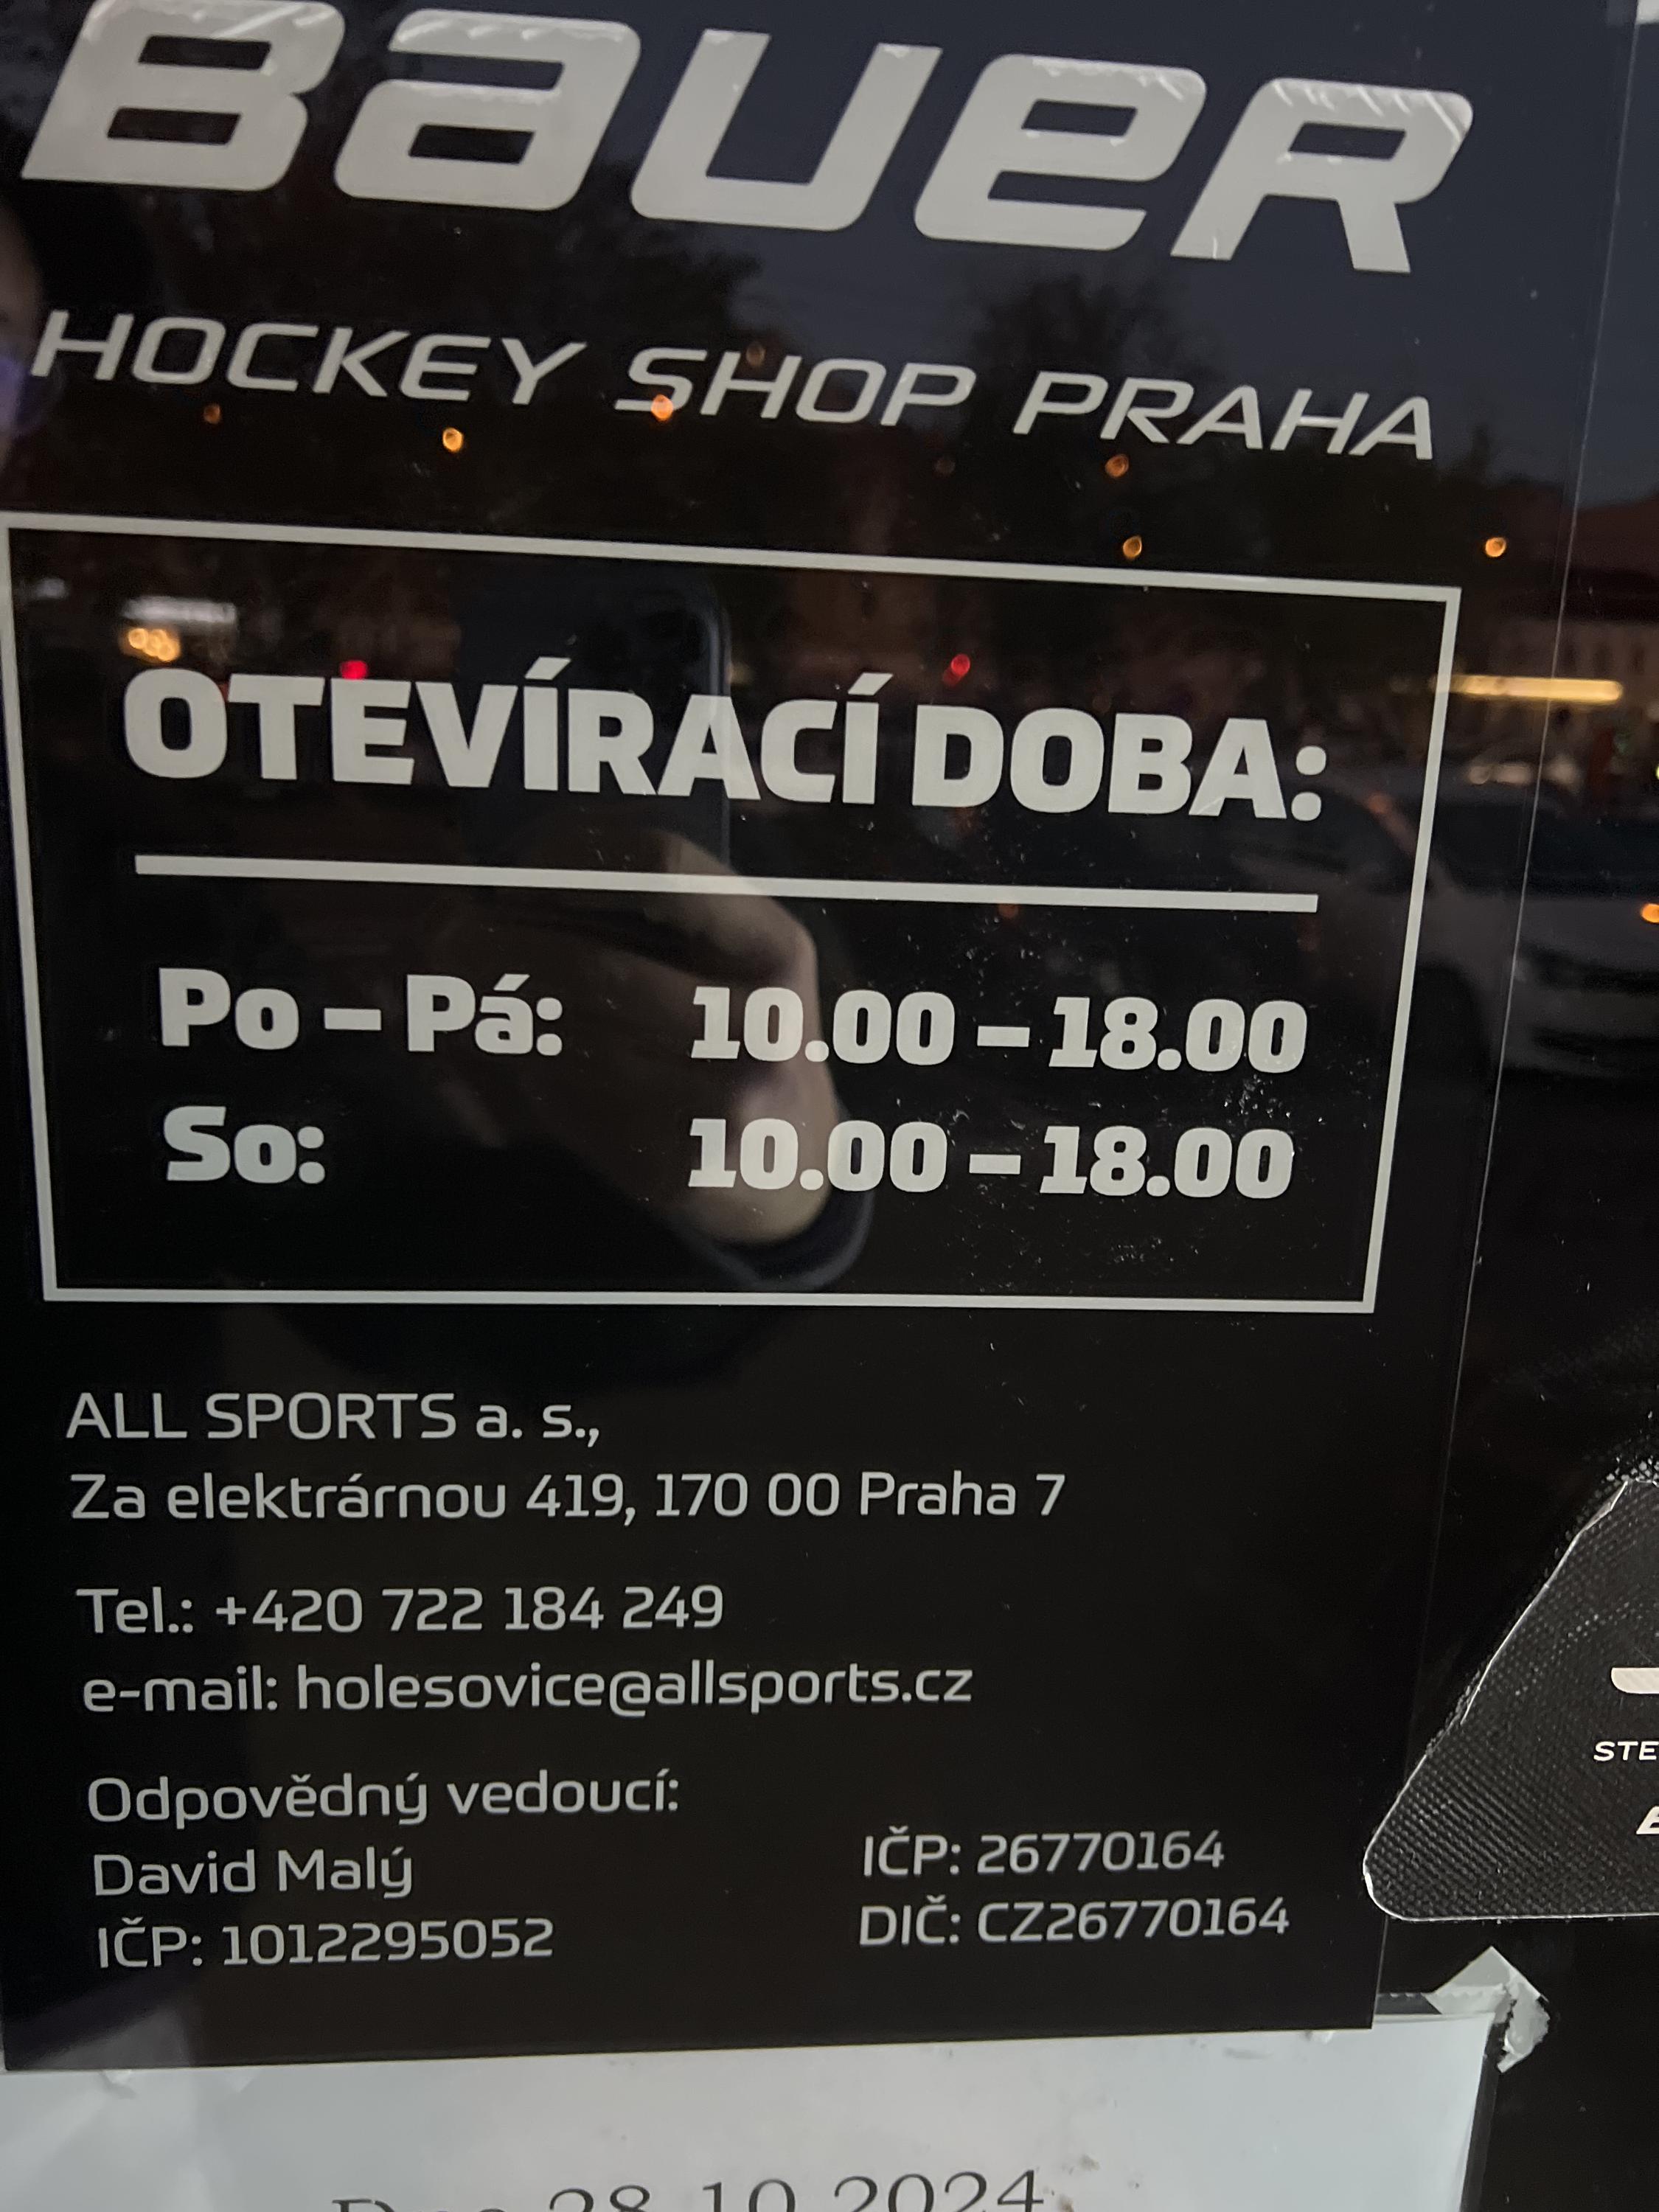 BAUER
HOCKEY SHOP PRAHA
OTEVÍRACÍ DOBA:
Po – Pá: 10.00 – 18.00
So: 10.00 – 18.00
ALL SPORTS a. s.,
Za elektrárnou 419, 170 00 Praha 7
Tel.: +420 722 184 249
e-mail: holesovice@allsports.cz
Odpovědný vedoucí:
David Malý
IČP: 1012295052
IČP: 26770164
DIČ: CZ26770164
STE
28.10.2024